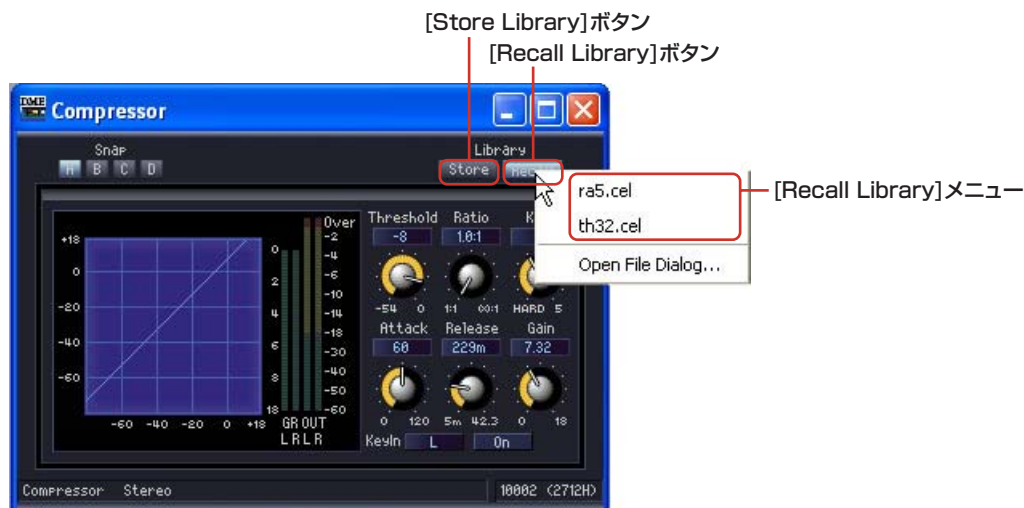 [Store Library]ボタン
[Recall Library]ボタン
DME
Compressor
Snap
Library
A B C D
Store
ra5.cel
th32.cel
[Recall Library]メニュー
Open File Dialog...
Threshold Ratio
-8 1.0:1
-54 0 1:1 ∞:1 HARD 5
Attack Release Gain
60 229m 7.32
0 120 5m 42.3 0 18
KeyIn L On
+18
0
-20
-40
-60
-60 -40 -20 0 +18
0
2
4
6
8
18
Over
-2
-4
-6
-10
-14
-18
-30
-40
-50
-60
GR OUT
L R L R
Compressor Stereo
10002 (2712H)